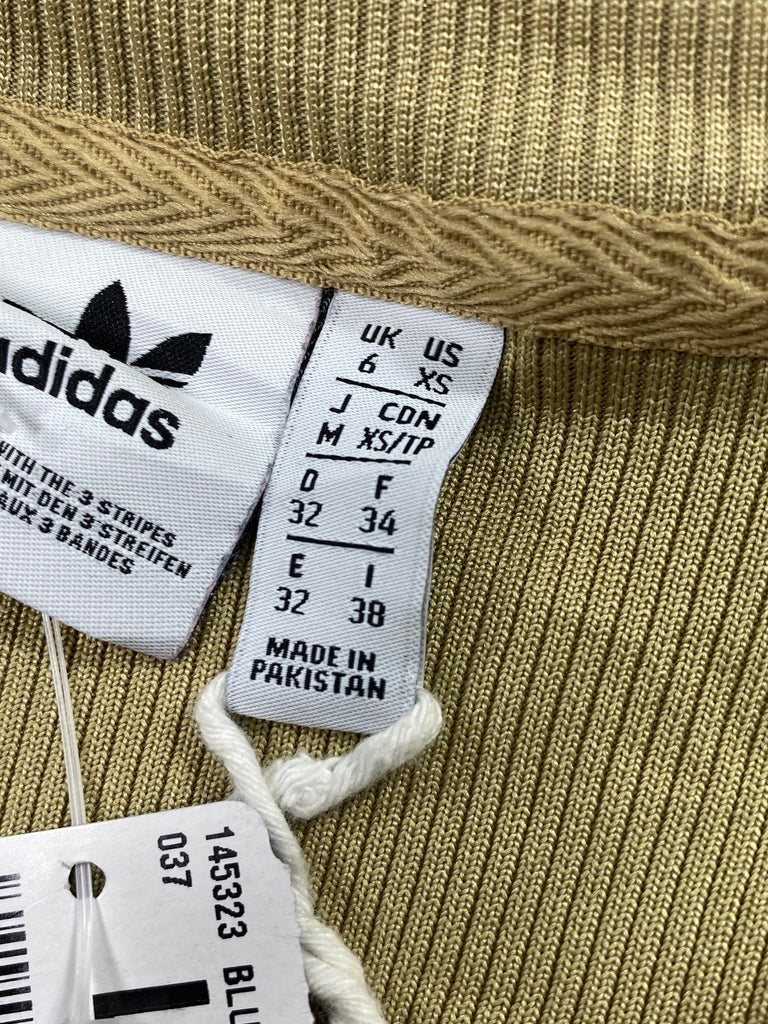 adidas
WITH THE 3 STRIPES
MIT DEN 3 STREIFEN
AUX 3 BANDES
UK US
6 XS
J CDN
M XS/TP
D F
32 34
E I
32 38
MADE IN
PAKISTAN
145323 BLU
037